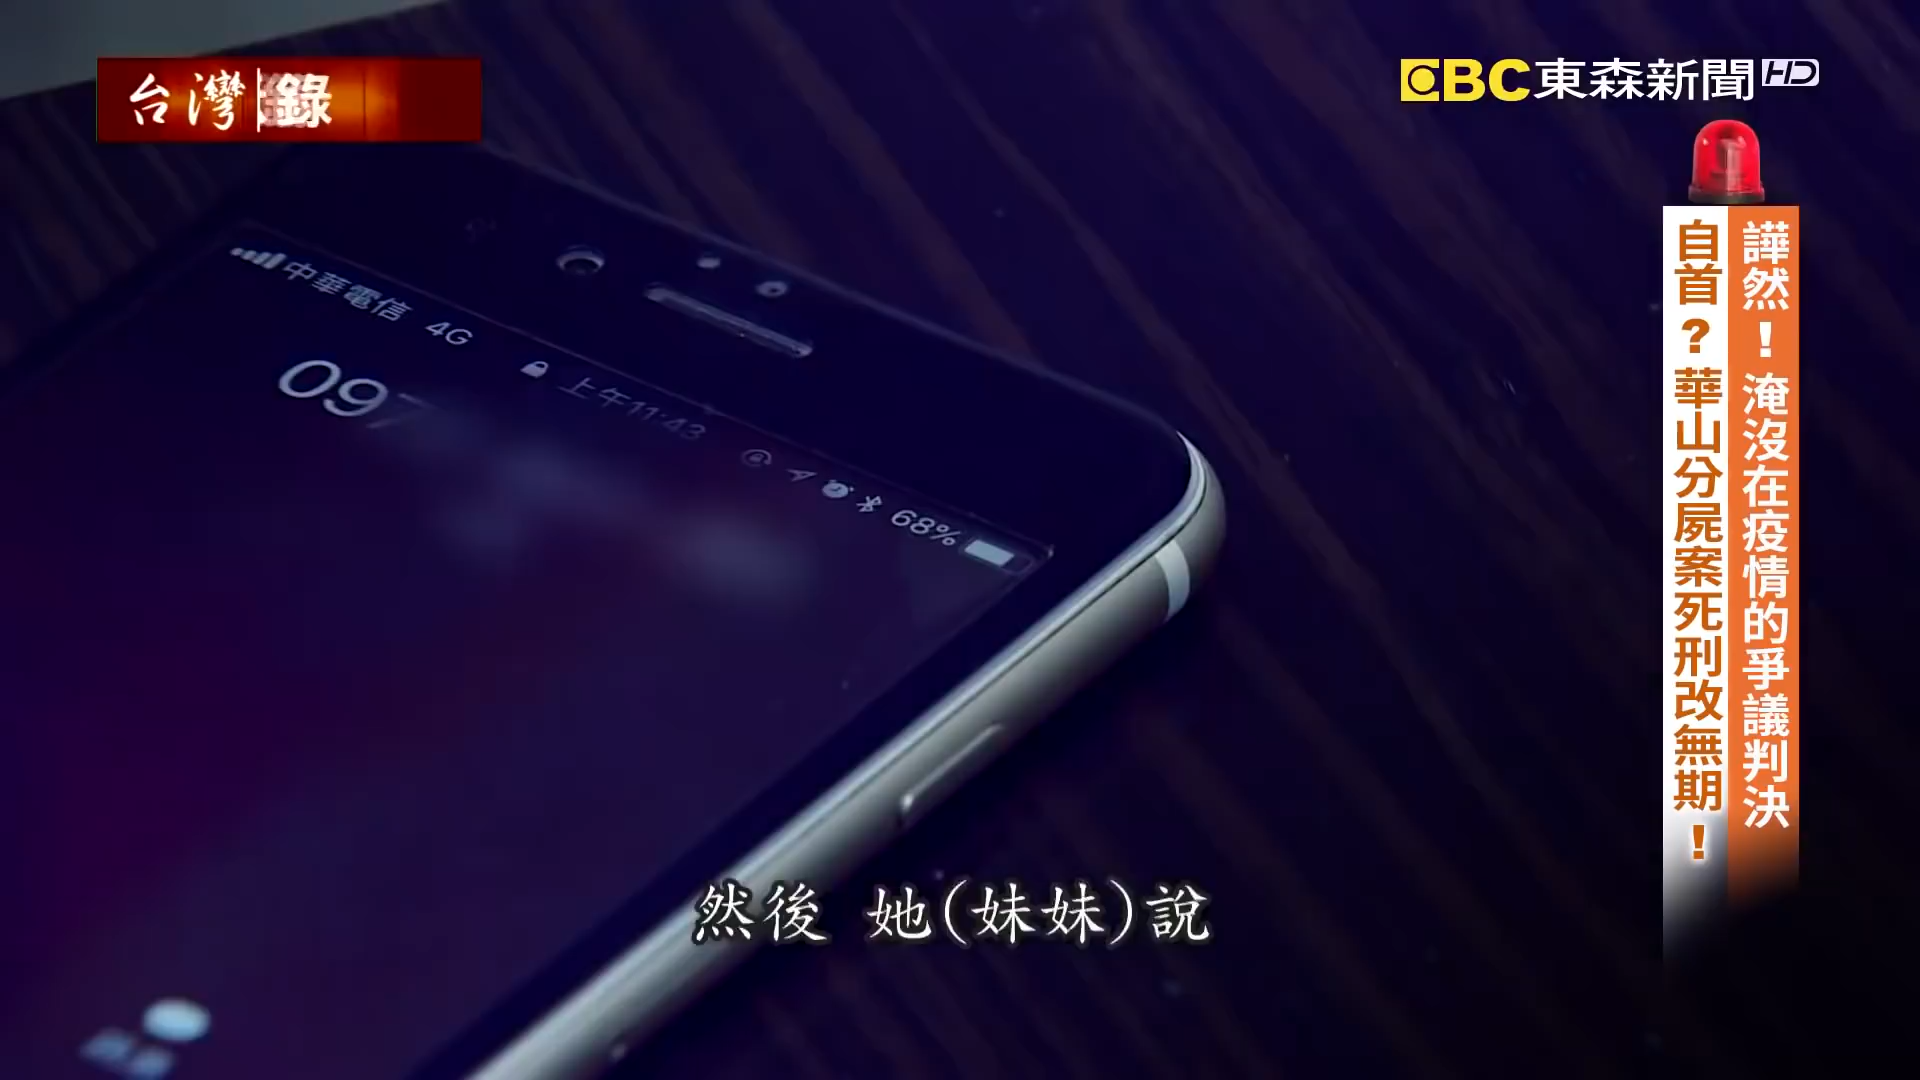 台灣錄
EBC東森新聞HD
譁然！淹沒在疫情的爭議判決
自首？華山分屍案死刑改無期！
中華電信 4G
上午11:43
68%
097
然後 她(妹妹)說